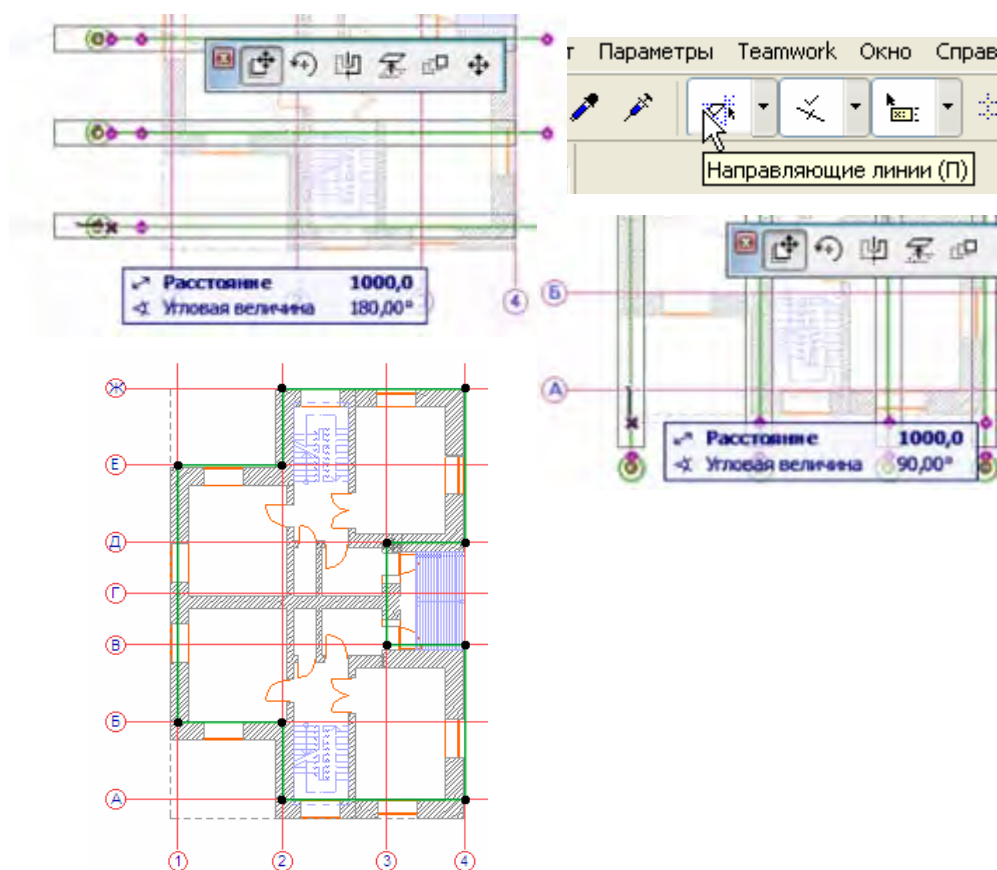 т Параметры Teamwork Окно Справ
Направляющие линии (П)
Расстояние 1000,0
Угловая величина 180,00°
4
Б
А
Расстояние 1000,0
Угловая величина 90,00°
Ж
Е
Д
Г
В
Б
А
1 2 3 4